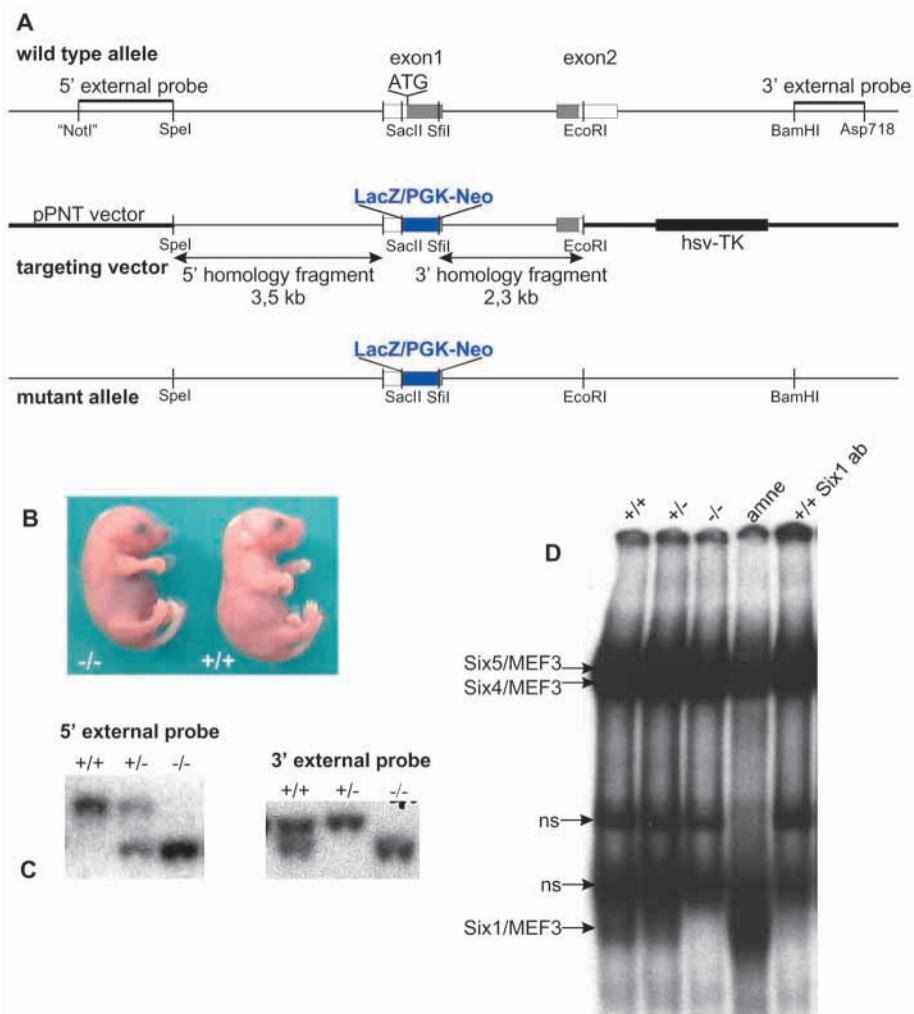 A
wild type allele
exon1
exon2
5' external probe
ATG
3' external probe
"NotI"
SpeI
SacII SfiI
EcoRI
BamHI
Asp718
LacZ/PGK-Neo
pPNT vector
SpeI
SacII SfiI
EcoRI
hsv-TK
targeting vector
5' homology fragment
3,5 kb
3' homology fragment
2,3 kb
LacZ/PGK-Neo
mutant allele
SpeI
SacII SfiI
EcoRI
BamHI
B
-/-
+/+
5' external probe
+/+ +/- -/-
3' external probe
+/+ +/- -/-
C
D
+/+ +/- -/- amne +/+ Six1 ab
Six5/MEF3
Six4/MEF3
ns
ns
Six1/MEF3